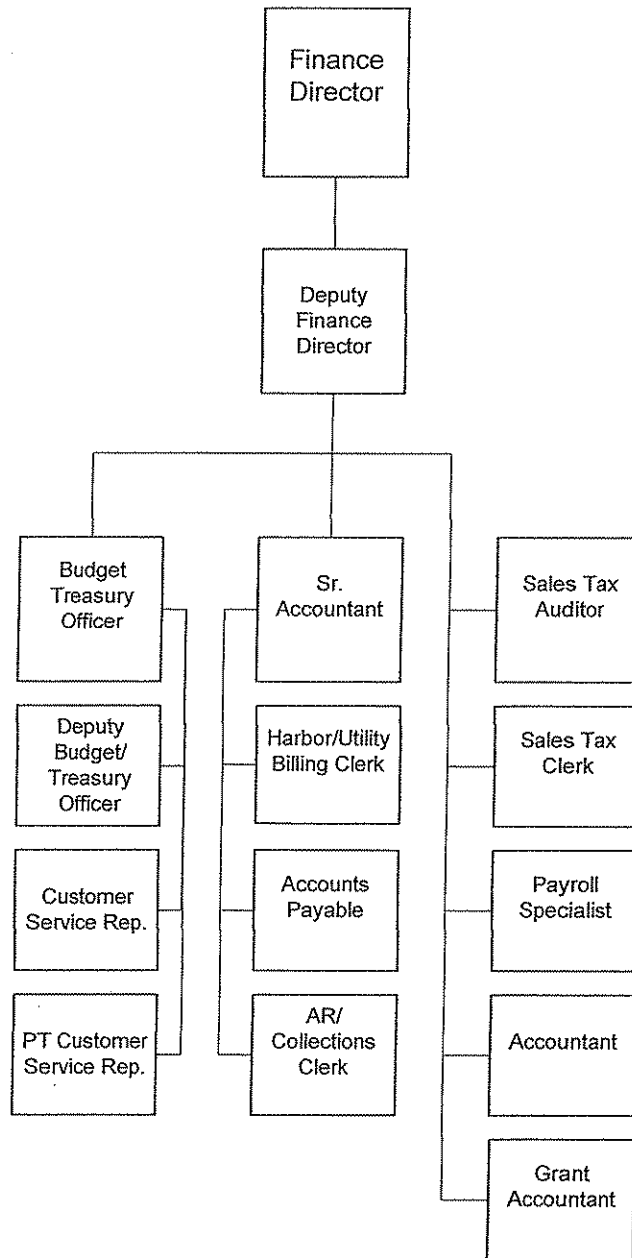 Finance
Director
Deputy
Finance
Director
Budget
Treasury
Officer
Deputy
Budget/
Treasury
Officer
Customer
Service Rep.
PT Customer
Service Rep.
Sr.
Accountant
Harbor/Utility
Billing Clerk
Accounts
Payable
AR/
Collections
Clerk
Sales Tax
Auditor
Sales Tax
Clerk
Payroll
Specialist
Accountant
Grant
Accountant